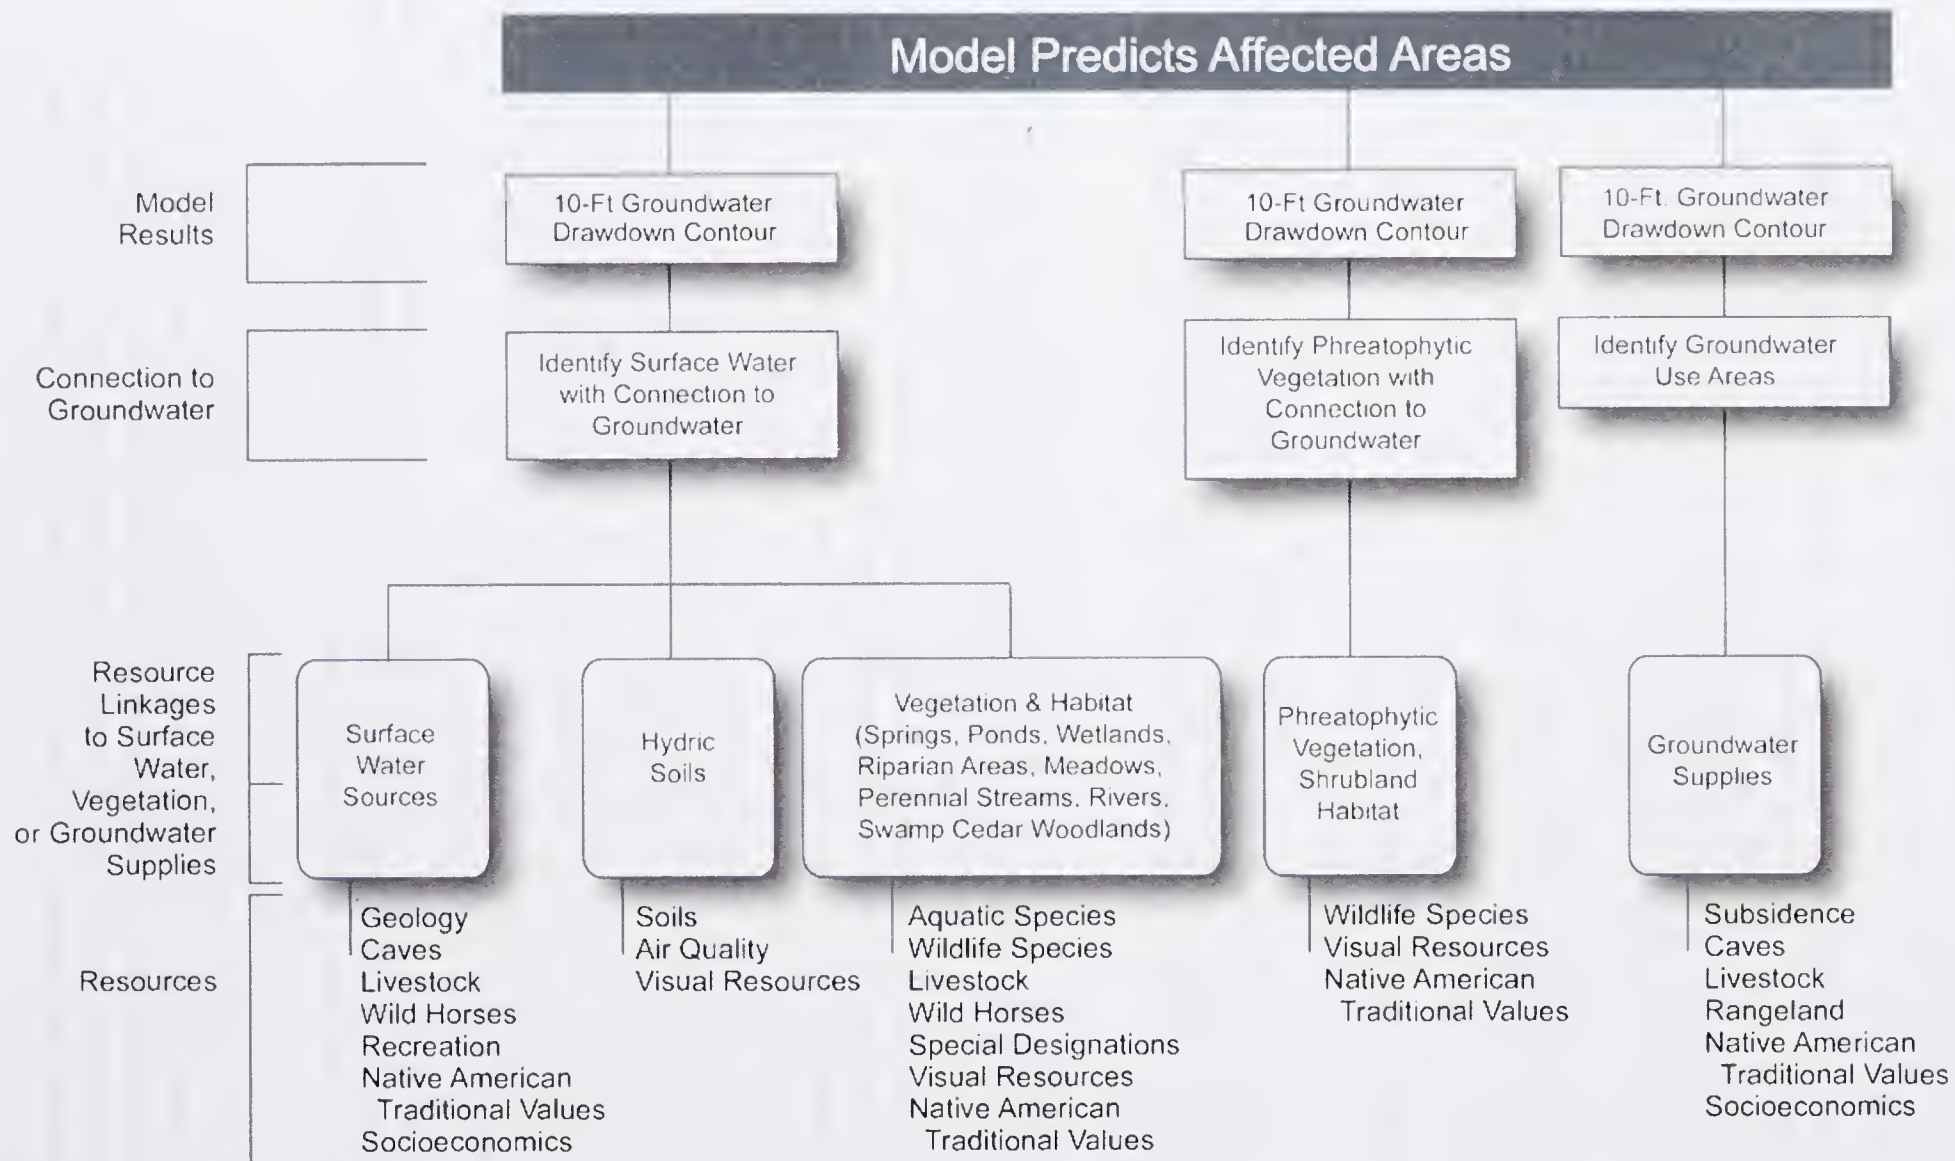 Model Predicts Affected Areas
Model
Results
10-Ft Groundwater
Drawdown Contour
10-Ft Groundwater
Drawdown Contour
10-Ft. Groundwater
Drawdown Contour
Connection to
Groundwater
Identify Surface Water
with Connection to
Groundwater
Identify Phreatophytic
Vegetation with
Connection to
Groundwater
Identify Groundwater
Use Areas
Resource
Linkages
to Surface
Water,
Vegetation,
or Groundwater
Supplies
Surface
Water
Sources
Hydric
Soils
Vegetation & Habitat
(Springs, Ponds, Wetlands,
Riparian Areas, Meadows,
Perennial Streams, Rivers,
Swamp Cedar Woodlands)
Phreatophytic
Vegetation,
Shrubland
Habitat
Groundwater
Supplies
Resources
Geology
Caves
Livestock
Wild Horses
Recreation
Native American
Traditional Values
Socioeconomics
Soils
Air Quality
Visual Resources
Aquatic Species
Wildlife Species
Livestock
Wild Horses
Special Designations
Visual Resources
Native American
Traditional Values
Wildlife Species
Visual Resources
Native American
Traditional Values
Subsidence
Caves
Livestock
Rangeland
Native American
Traditional Values
Socioeconomics